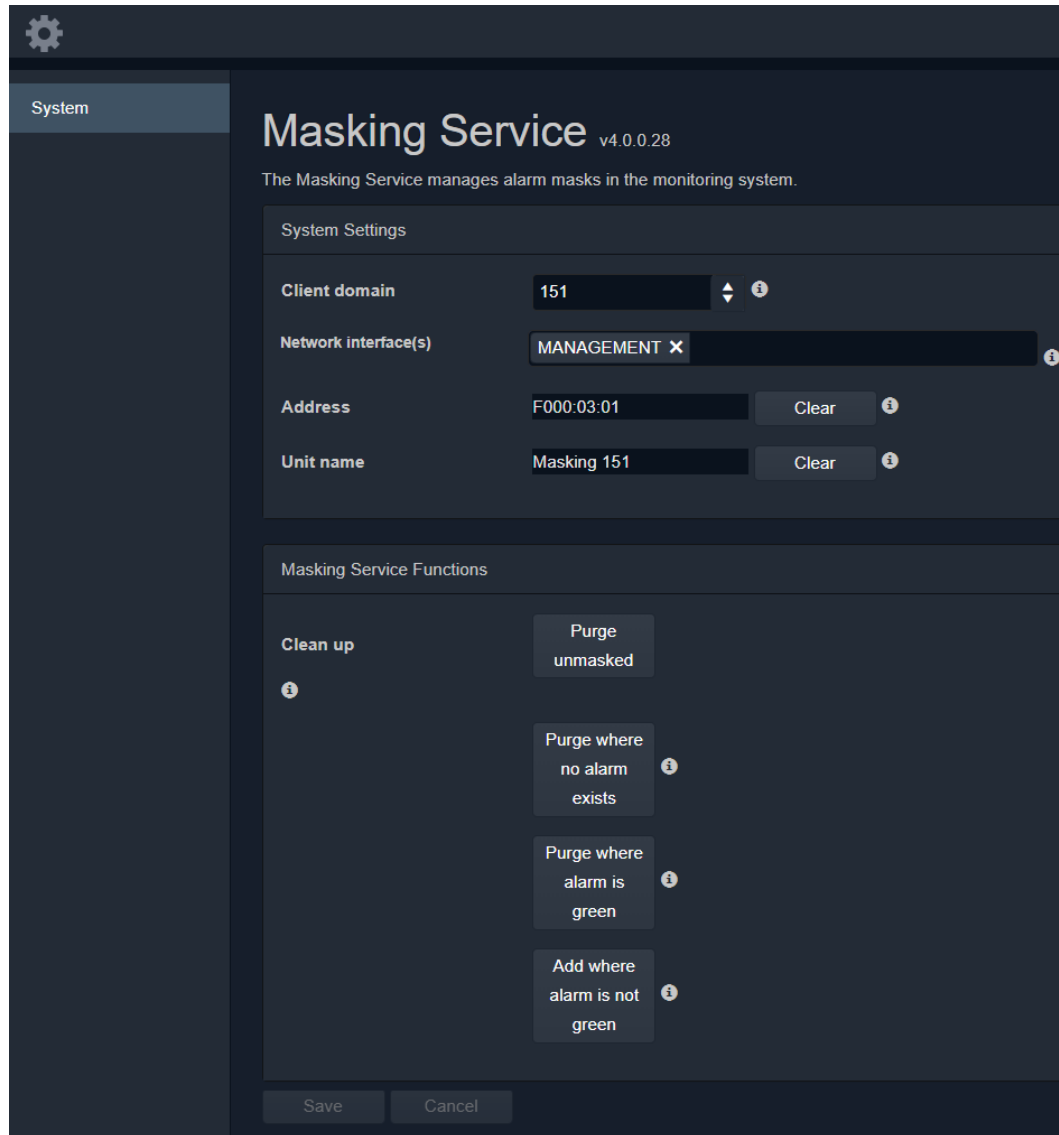 System
Masking Service v4.0.0.28
The Masking Service manages alarm masks in the monitoring system.
System Settings
Client domain 151
Network interface(s) MANAGEMENT
Address F000:03:01 Clear
Unit name Masking 151 Clear
Masking Service Functions
Clean up
Purge
unmasked
Purge where
no alarm
exists
Purge where
alarm is
green
Add where
alarm is not
green
Save Cancel